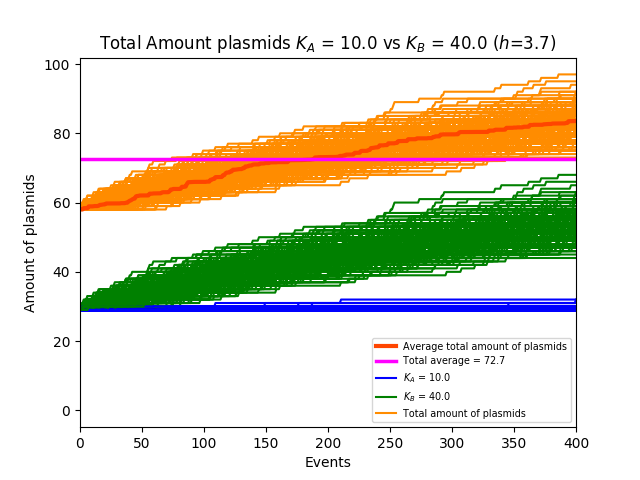 Total Amount plasmids K_A = 10.0 vs K_B = 40.0 (h=3.7)
Amount of plasmids
100
80
60
40
20
0
Average total amount of plasmids
Total average = 72.7
K_A = 10.0
K_B = 40.0
Total amount of plasmids
0 50 100 150 200 250 300 350 400
Events